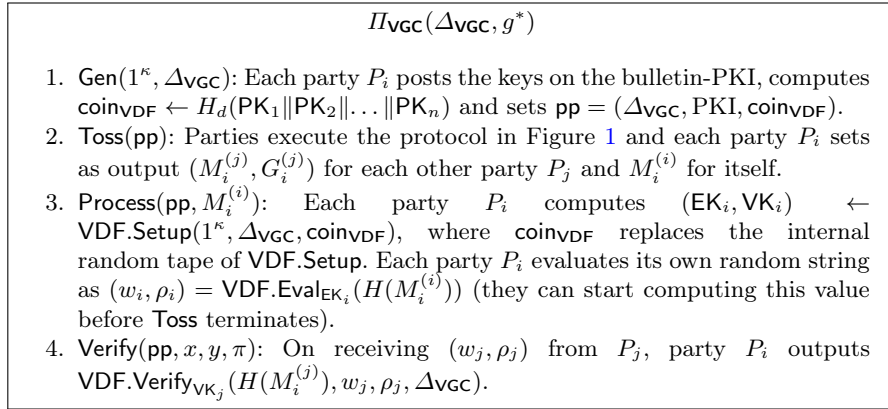 Π_VGC(Δ_VGC, g*)
1. Gen(1^κ, Δ_VGC): Each party P_i posts the keys on the bulletin-PKI, computes
coin_VDF ← H_d(PK_1‖PK_2‖…‖PK_n) and sets pp = (Δ_VGC, PKI, coin_VDF).
2. Toss(pp): Parties execute the protocol in Figure 1 and each party P_i sets
as output (M_i^(j), G_i^(j)) for each other party P_j and M_i^(i) for itself.
3. Process(pp, M_i^(i)): Each party P_i computes (EK_i, VK_i) ←
VDF.Setup(1^κ, Δ_VGC, coin_VDF), where coin_VDF replaces the internal
random tape of VDF.Setup. Each party P_i evaluates its own random string
as (w_i, ρ_i) = VDF.Eval_EK_i(H(M_i^(i))) (they can start computing this value
before Toss terminates).
4. Verify(pp, x, y, π): On receiving (w_j, ρ_j) from P_j, party P_i outputs
VDF.Verify_VK_j(H(M_i^(j)), w_j, ρ_j, Δ_VGC).